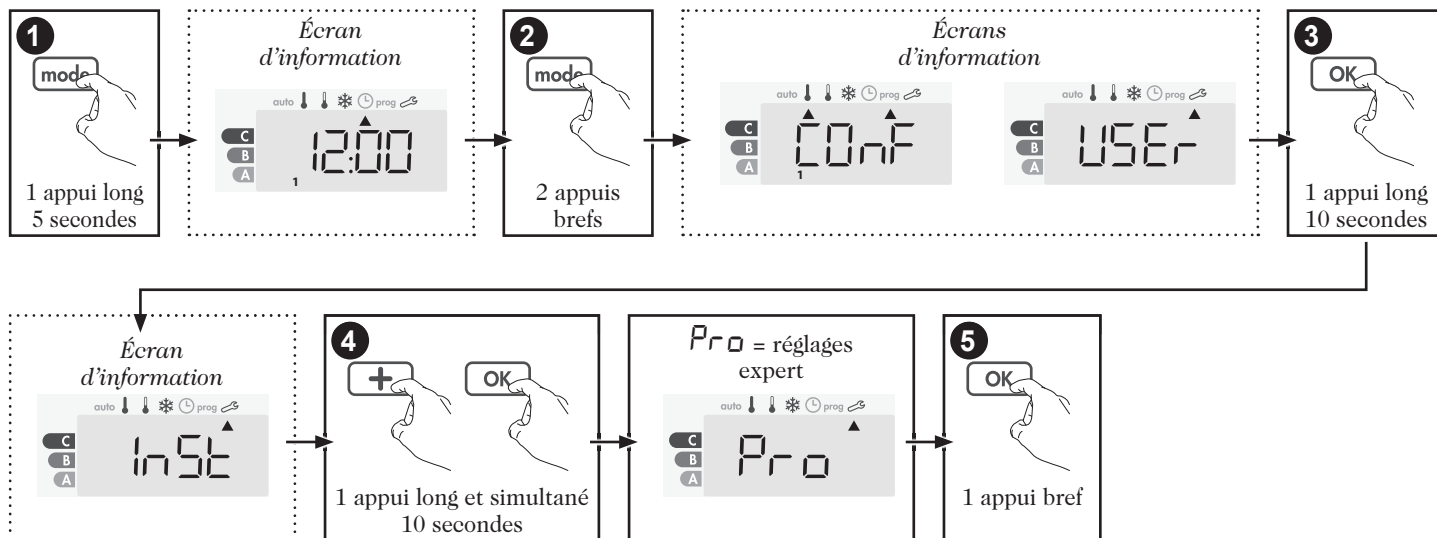 1
mode
1 appui long
5 secondes
Écran
d'information
auto prog
C
B
A
12:00
1
2
mode
2 appuis
brefs
Écrans
d'information
auto prog
C
B
A
COnF
1
auto prog
C
B
A
USEr
3
OK
1 appui long
10 secondes
Écran
d'information
auto prog
C
B
A
InSt
4
+ OK
1 appui long et simultané
10 secondes
Pro = réglages
expert
auto prog
C
B
A
Pro
5
OK
1 appui bref